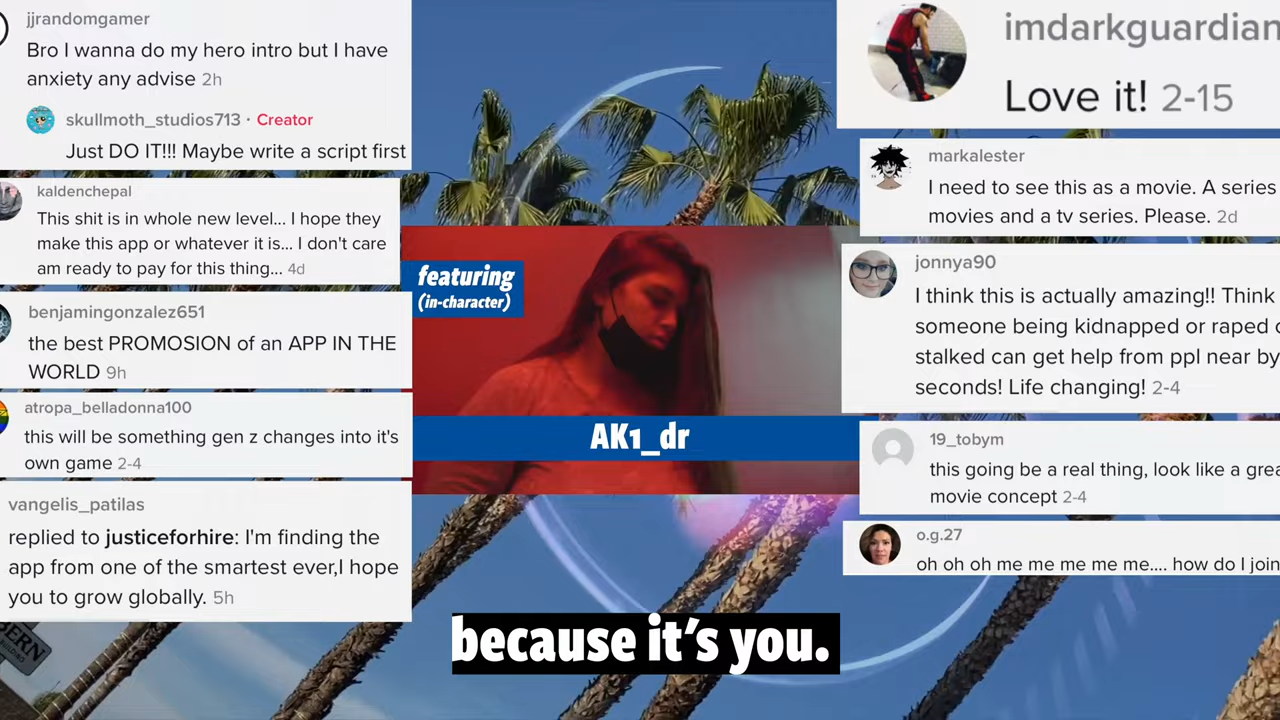 jjrandomgamer
Bro I wanna do my hero intro but I have
anxiety any advise 2h
skullmoth_studios713 · Creator
Just DO IT!!! Maybe write a script first
kaldenchepal
This shit is in whole new level... I hope they
make this app or whatever it is... I don't care
am ready to pay for this thing... 4d
benjamingonzalez651
the best PROMOSION of an APP IN THE
WORLD 9h
atropa_belladonna100
this will be something gen z changes into it's
own game 2-4
vangelis_patilas
replied to justiceforhire: I'm finding the
app from one of the smartest ever,I hope
you to grow globally. 5h
featuring
(in-character)
AK1_dr
because it's you.
imdarkguardian
Love it! 2-15
markalester
I need to see this as a movie. A series
movies and a tv series. Please. 2d
jonnya90
I think this is actually amazing!! Think
someone being kidnapped or raped
stalked can get help from ppl near by
seconds! Life changing! 2-4
19_tobym
this going be a real thing, look like a
movie concept 2-4
o.g.27
oh oh oh me me me me me.... how do I join